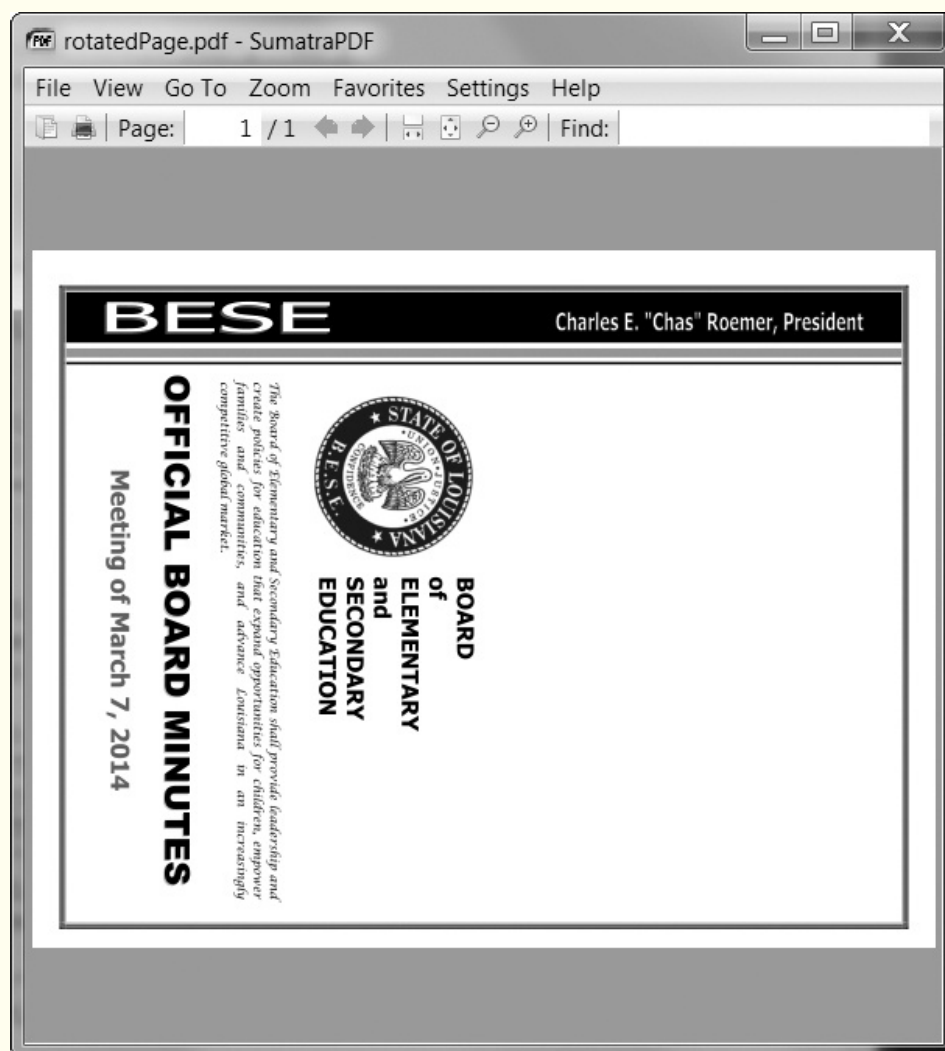 rotatedPage.pdf - SumatraPDF
File View Go To Zoom Favorites Settings Help
Page: 1 / 1 Find:
BESE Charles E. "Chas" Roemer, President
STATE OF LOUISIANA
UNION JUSTICE
CONFIDENCE
B.E.S.E.
BOARD
of
ELEMENTARY
and
SECONDARY
EDUCATION
The Board of Elementary and Secondary Education shall provide leadership and
create policies for education that expand opportunities for children, empower
families and communities, and advance Louisiana in an increasingly
competitive global market.
OFFICIAL BOARD MINUTES
Meeting of March 7, 2014